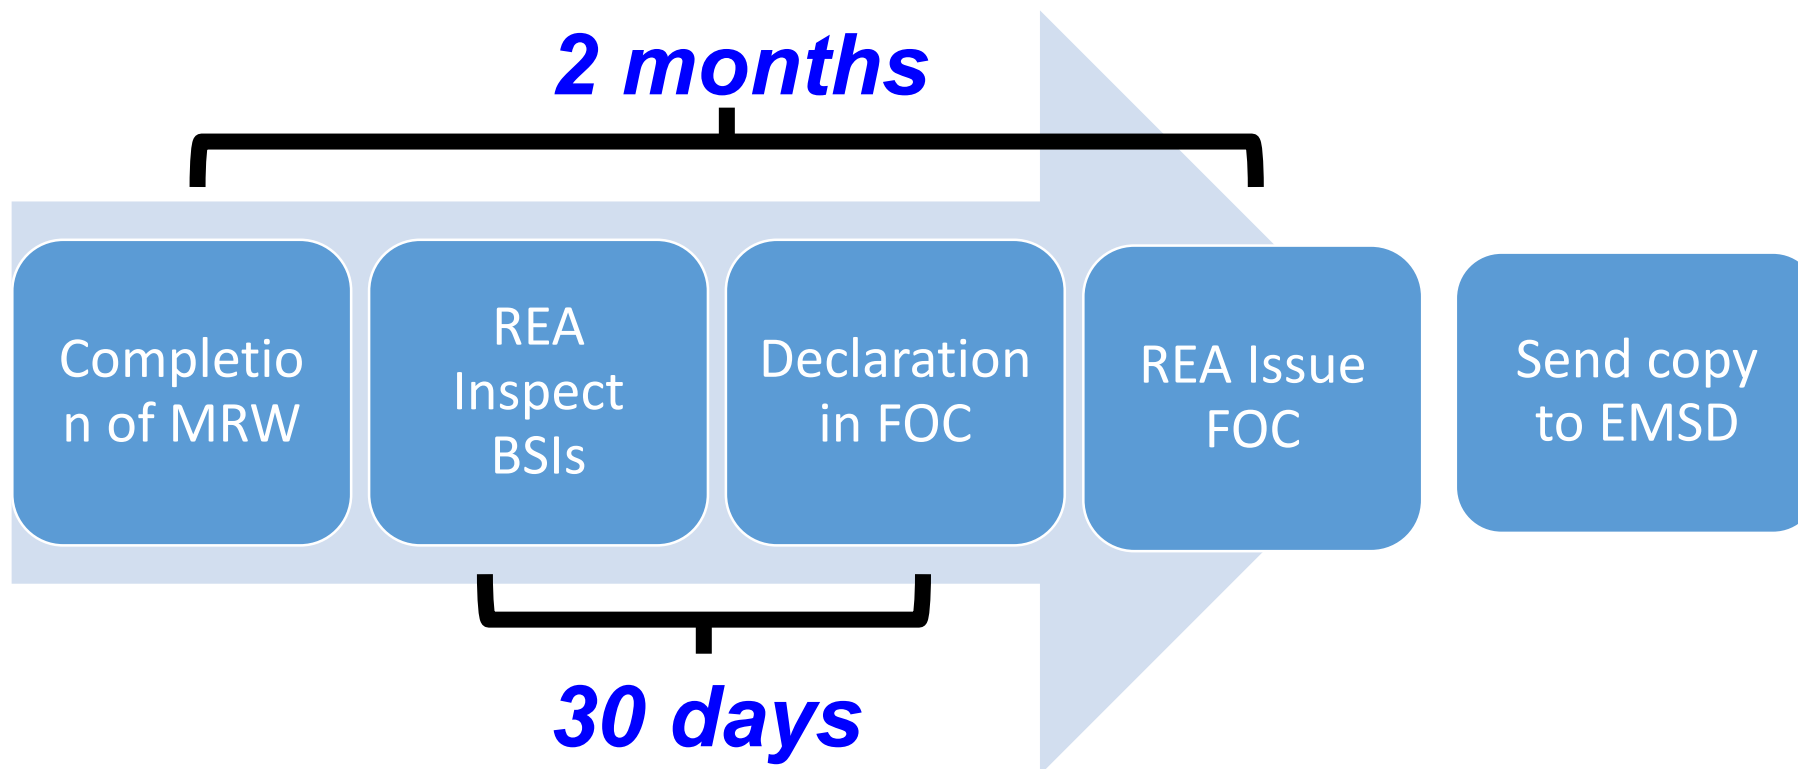 2 months
Completio
n of MRW
REA
Inspect
BSIs
Declaration
in FOC
REA Issue
FOC
Send copy
to EMSD
30 days